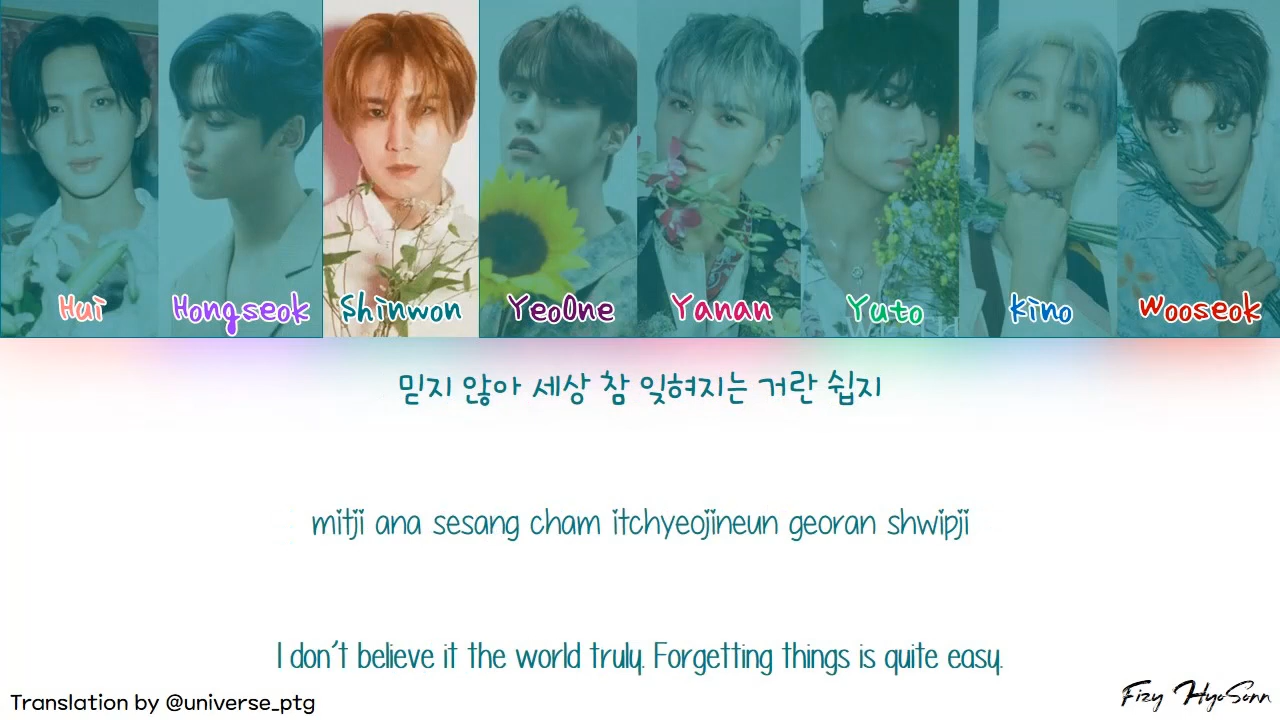 Hui Hongseok Shinwon YeoOne Yanan Yuto kino Wooseok
믿지 않아 세상 참 잊혀지는 거란 쉽지
mitji ana sesang cham itchyeojineun georan shwipji
I don't believe it the world truly. Forgetting things is quite easy.
Translation by @universe_ptg
Fizy HyoSonn